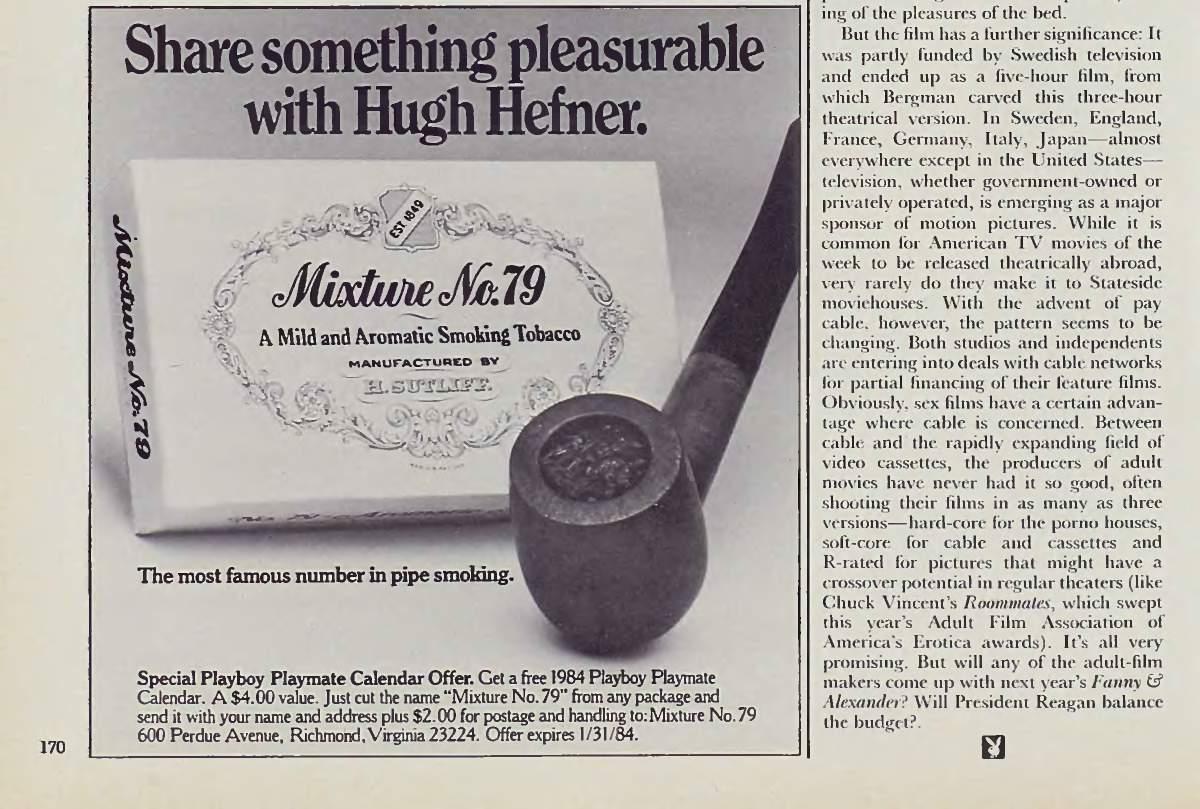 Share something pleasurable
with Hugh Hefner.
EST 1849
Mixture No. 79
A Mild and Aromatic Smoking Tobacco
MANUFACTURED BY
H. SUTLIFF.
Mixture No. 79
The most famous number in pipe smoking.
Special Playboy Playmate Calendar Offer. Get a free 1984 Playboy Playmate
Calendar. A $4.00 value. Just cut the name “Mixture No. 79” from any package and
send it with your name and address plus $2.00 for postage and handling to: Mixture No. 79
600 Perdue Avenue, Richmond, Virginia 23224. Offer expires 1/31/84.
170
ing of the pleasures of the bed.
But the film has a further significance: It
was partly funded by Swedish television
and ended up as a five-hour film, from
which Bergman carved this three-hour
theatrical version. In Sweden, England,
France, Germany, Italy, Japan—almost
everywhere except in the United States—
television, whether government-owned or
privately operated, is emerging as a major
sponsor of motion pictures. While it is
common for American TV movies of the
week to be released theatrically abroad,
very rarely do they make it to Stateside
moviehouses. With the advent of pay
cable, however, the pattern seems to be
changing. Both studios and independents
are entering into deals with cable networks
for partial financing of their feature films.
Obviously, sex films have a certain advan-
tage where cable is concerned. Between
cable and the rapidly expanding field of
video cassettes, the producers of adult
movies have never had it so good, often
shooting their films in as many as three
versions—hard-core for the porno houses,
soft-core for cable and cassettes and
R-rated for pictures that might have a
crossover potential in regular theaters (like
Chuck Vincent's Roommates, which swept
this year's Adult Film Association of
America's Erotica awards). It's all very
promising. But will any of the adult-film
makers come up with next year's Fanny &
Alexander? Will President Reagan balance
the budget?.